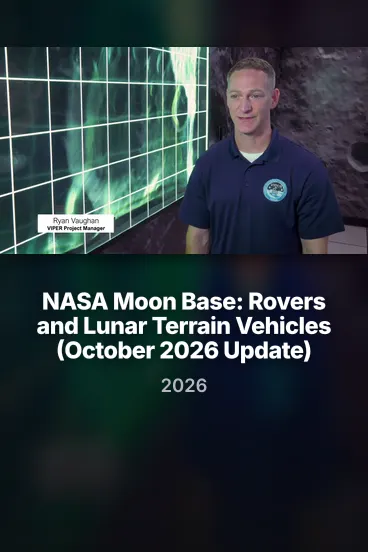 Ryan Vaughan
VIPER Project Manager
NASA Moon Base: Rovers
and Lunar Terrain Vehicles
(October 2026 Update)
2026